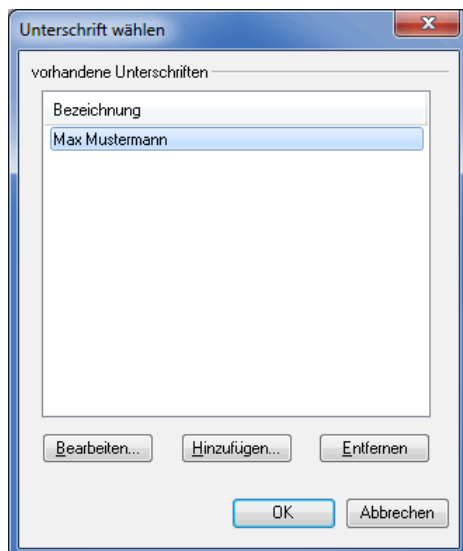 Unterschrift wählen
vorhandene Unterschriften
Bezeichnung
Max Mustermann
Bearbeiten... Hinzufügen... Entfernen
OK Abbrechen